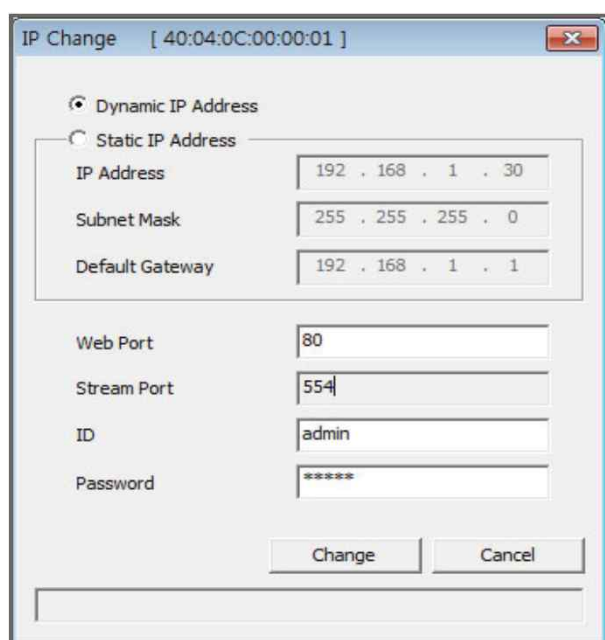 IP Change [ 40:04:0C:00:00:01 ]
Dynamic IP Address
Static IP Address
IP Address 192 . 168 . 1 . 30
Subnet Mask 255 . 255 . 255 . 0
Default Gateway 192 . 168 . 1 . 1
Web Port 80
Stream Port 554
ID admin
Password *****
Change Cancel